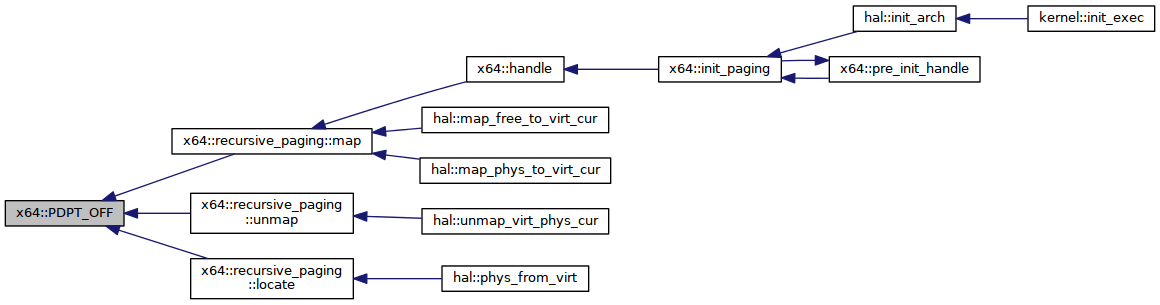 hal::init_arch
kernel::init_exec
x64::handle
x64::init_paging
x64::pre_init_handle
hal::map_free_to_virt_cur
x64::recursive_paging::map
hal::map_phys_to_virt_cur
x64::PDPT_OFF
x64::recursive_paging
::unmap
hal::unmap_virt_phys_cur
x64::recursive_paging
::locate
hal::phys_from_virt